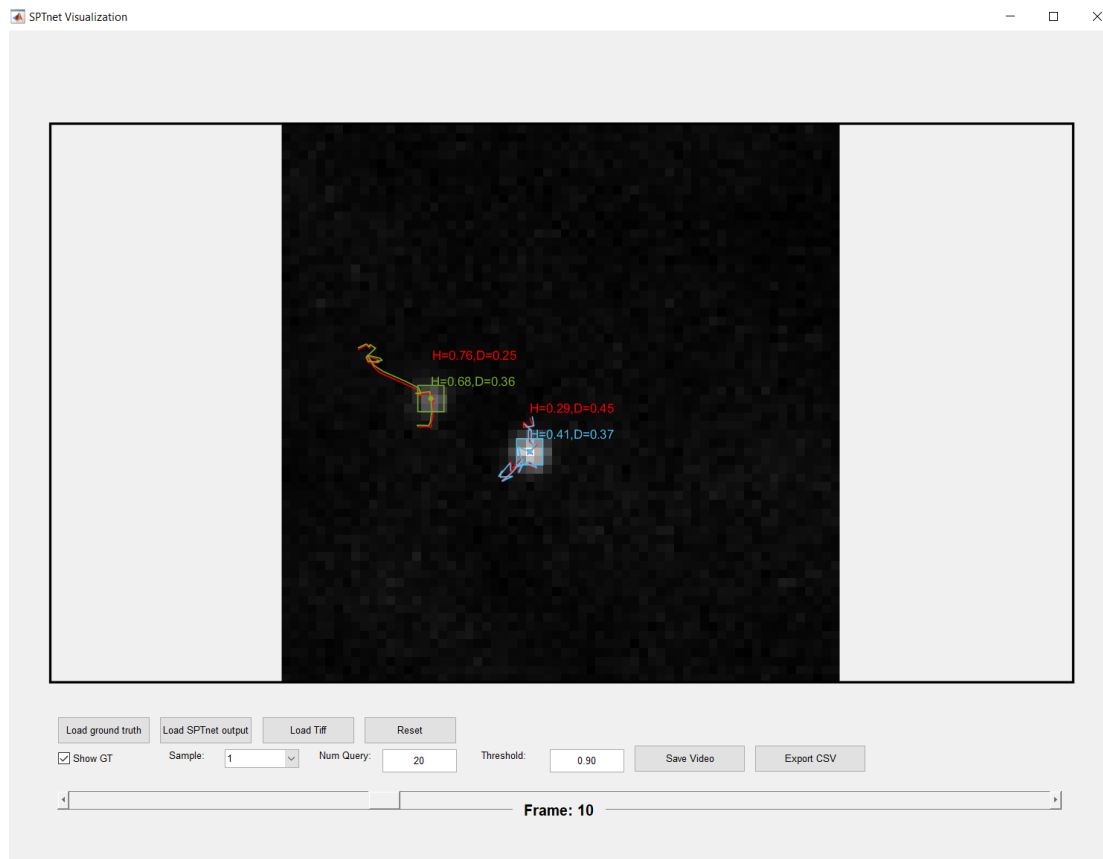 SPTnet Visualization
H=0.76,D=0.25
H=0.68,D=0.36
H=0.29,D=0.45
H=0.41,D=0.37
Load ground truth Load SPTnet output Load Tiff Reset
Show GT Sample: 1 Num Query: 20 Threshold: 0.90 Save Video Export CSV
Frame: 10